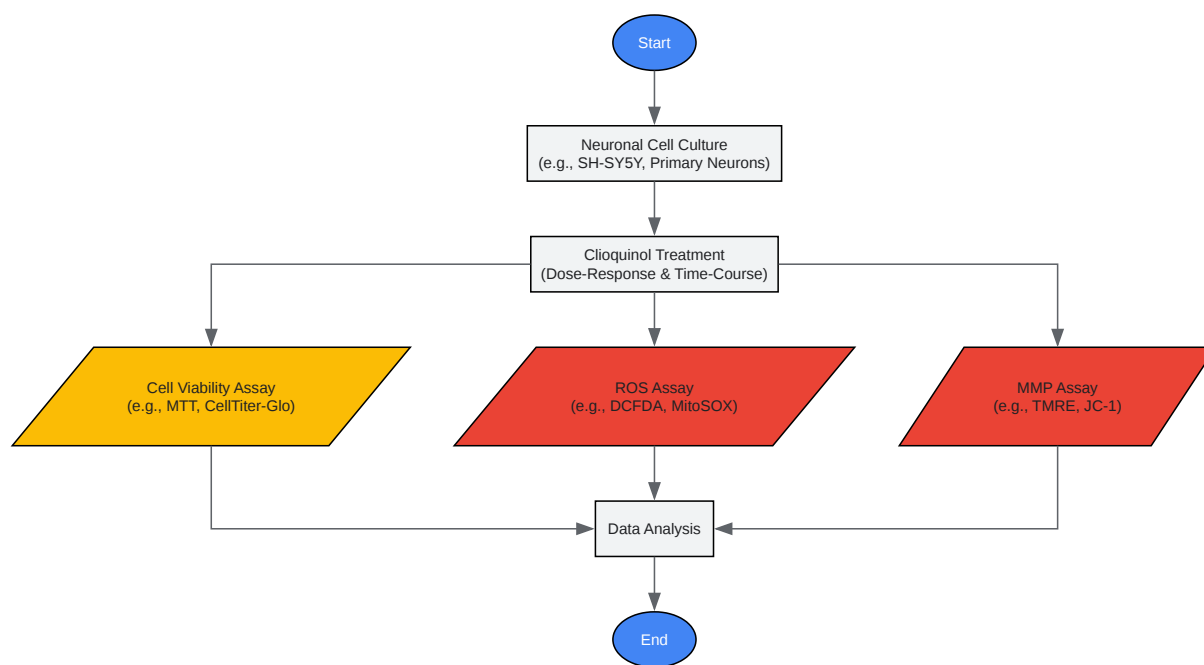 Start
Neuronal Cell Culture
(e.g., SH-SY5Y, Primary Neurons)
Clioquinol Treatment
(Dose-Response & Time-Course)
Cell Viability Assay
(e.g., MTT, CellTiter-Glo)
ROS Assay
(e.g., DCFDA, MitoSOX)
MMP Assay
(e.g., TMRE, JC-1)
Data Analysis
End